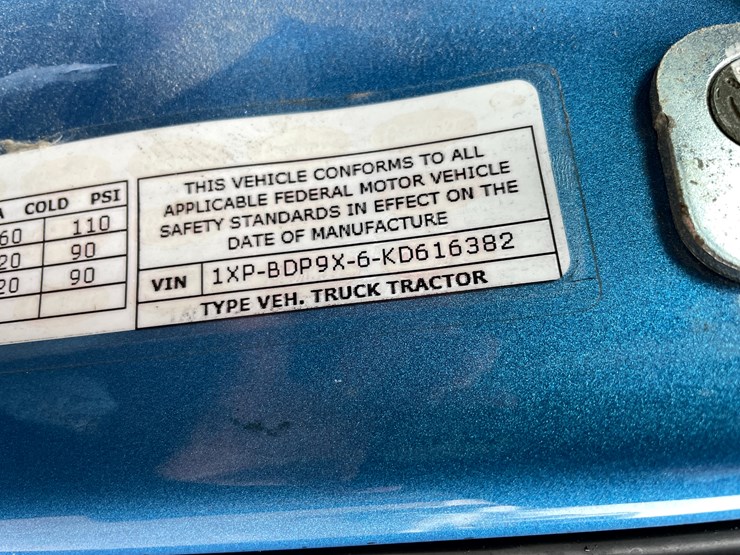 COLD PSI
60 110
20 90
20 90
THIS VEHICLE CONFORMS TO ALL
APPLICABLE FEDERAL MOTOR VEHICLE
SAFETY STANDARDS IN EFFECT ON THE
DATE OF MANUFACTURE
VIN 1XP-BDP9X-6-KD616382
TYPE VEH. TRUCK TRACTOR